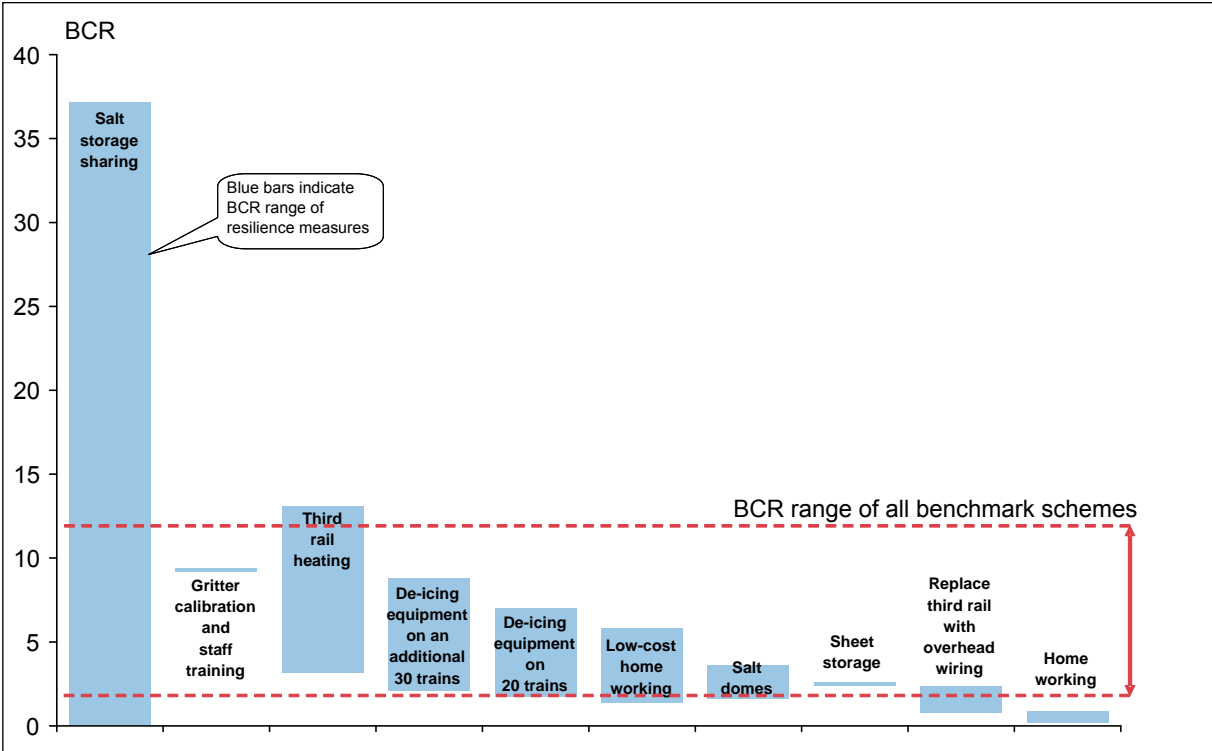 BCR
40
35
30
25
20
15
10
5
0
Salt
storage
sharing
Blue bars indicate
BCR range of
resilience measures
BCR range of all benchmark schemes
Gritter
calibration
and
staff
training
Third
rail
heating
De-icing
equipment
on an
additional
30 trains
De-icing
equipment
on
20 trains
Low-cost
home
working
Salt
domes
Sheet
storage
Replace
third rail
with
overhead
wiring
Home
working